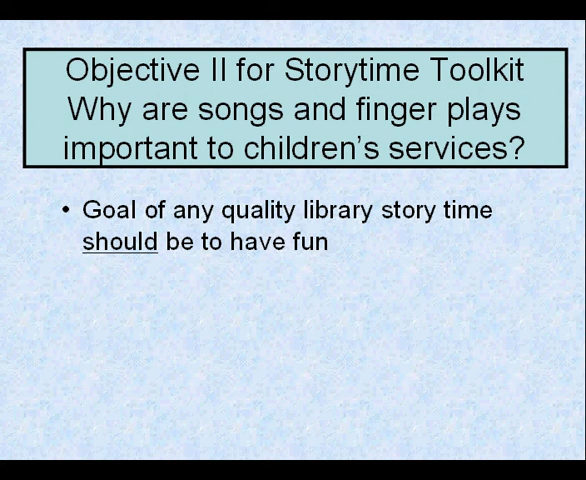 Objective II for Storytime Toolkit
Why are songs and finger plays
important to children's services?
• Goal of any quality library story time
should be to have fun